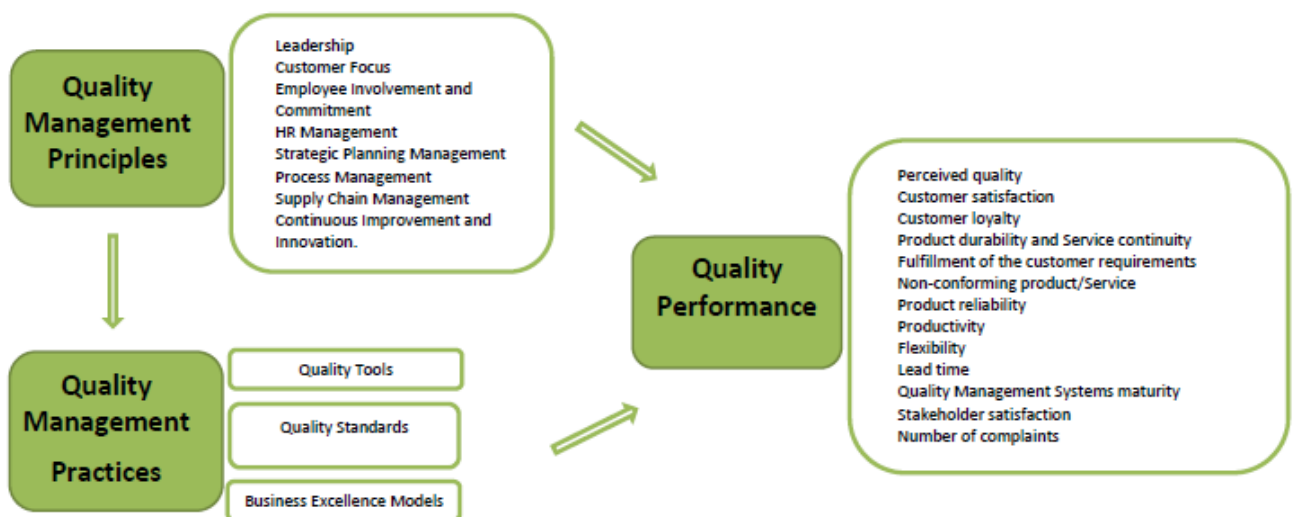 Quality
Management
Principles
Leadership
Customer Focus
Employee Involvement and
Commitment
HR Management
Strategic Planning Management
Process Management
Supply Chain Management
Continuous Improvement and
Innovation.
Quality
Management
Practices
Quality Tools
Quality Standards
Business Excellence Models
Quality
Performance
Perceived quality
Customer satisfaction
Customer loyalty
Product durability and Service continuity
Fulfillment of the customer requirements
Non-conforming product/Service
Product reliability
Productivity
Flexibility
Lead time
Quality Management Systems maturity
Stakeholder satisfaction
Number of complaints